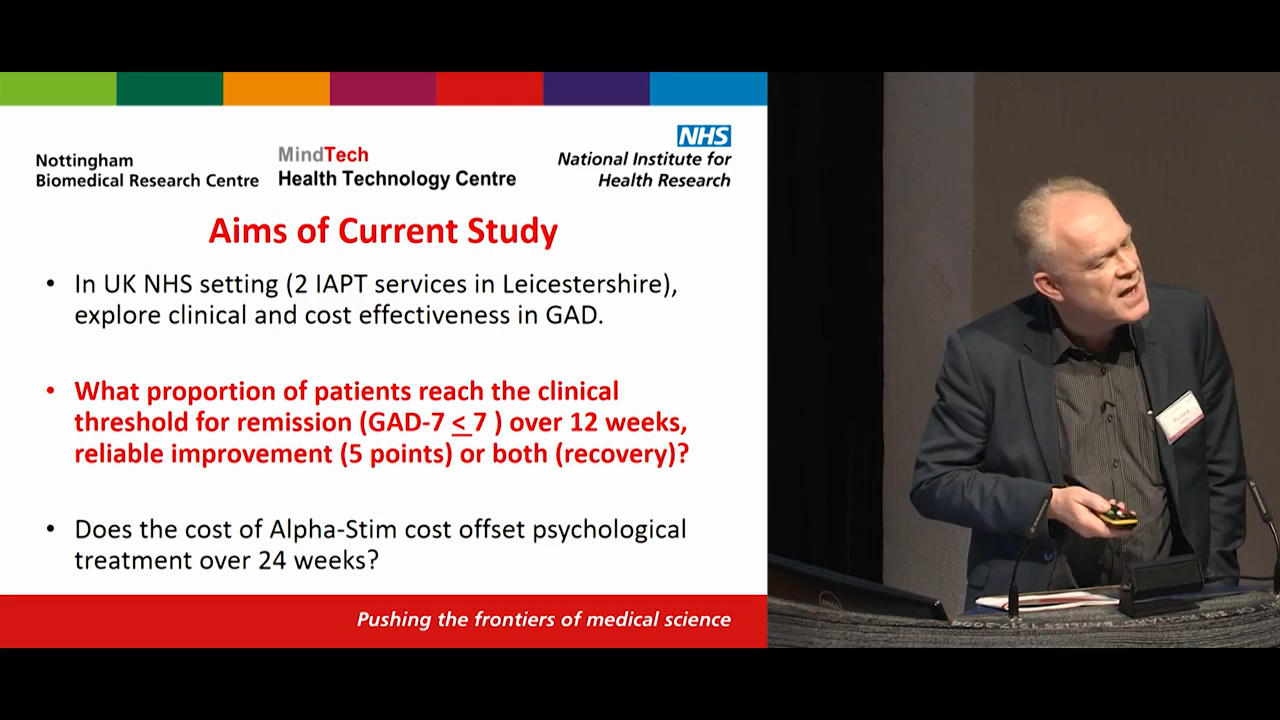 Nottingham
Biomedical Research Centre
MindTech
Health Technology Centre
NHS
National Institute for
Health Research
Aims of Current Study
• In UK NHS setting (2 IAPT services in Leicestershire),
explore clinical and cost effectiveness in GAD.
• What proportion of patients reach the clinical
threshold for remission (GAD-7 < 7 ) over 12 weeks,
reliable improvement (5 points) or both (recovery)?
• Does the cost of Alpha-Stim cost offset psychological
treatment over 24 weeks?
Pushing the frontiers of medical science